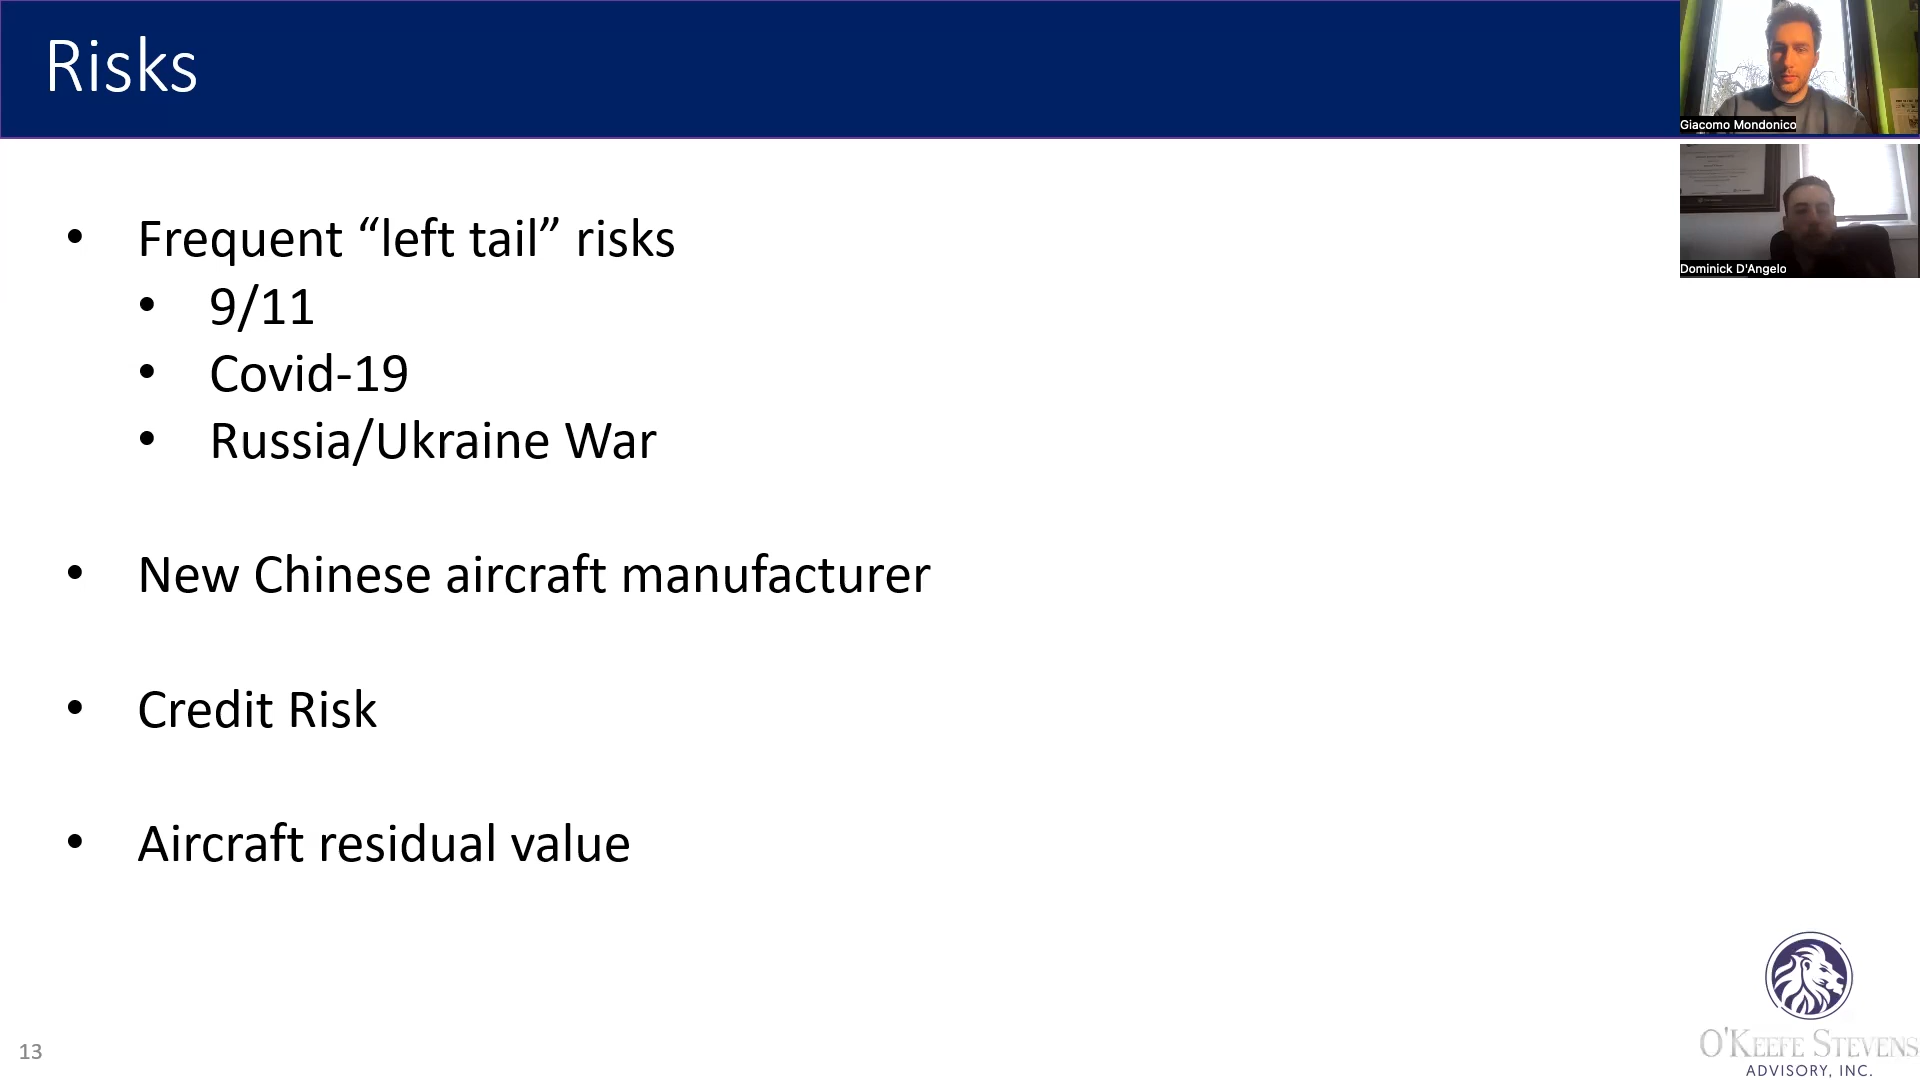 Risks
Giacomo Mondonico
Dominick D'Angelo
• Frequent “left tail” risks
• 9/11
• Covid-19
• Russia/Ukraine War
• New Chinese aircraft manufacturer
• Credit Risk
• Aircraft residual value
13
O'KEEFE STEVENS
ADVISORY, INC.